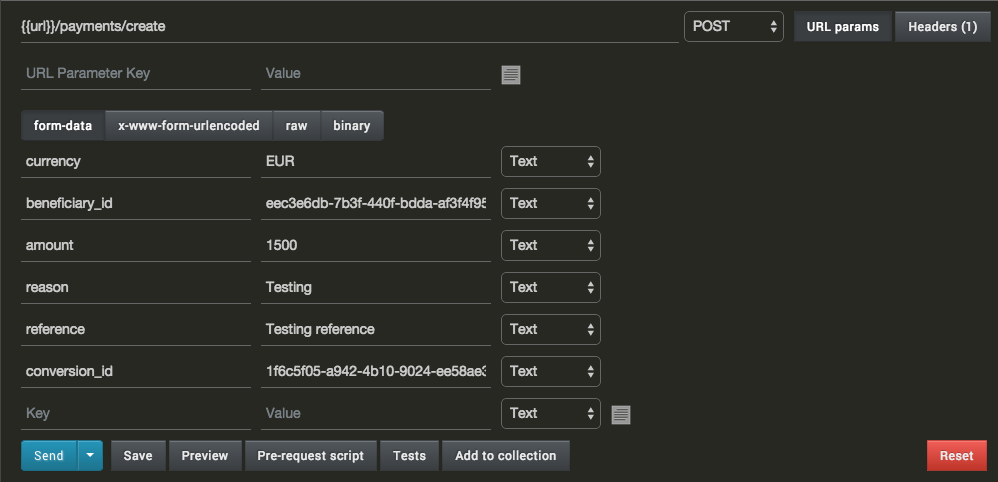 {{url}}/payments/create POST URL params Headers (1)
URL Parameter Key Value
form-data x-www-form-urlencoded raw binary
currency EUR Text
beneficiary_id eec3e6db-7b3f-440f-bdda-af3f4f95 Text
amount 1500 Text
reason Testing Text
reference Testing reference Text
conversion_id 1f6c5f05-a942-4b10-9024-ee58ae3 Text
Key Value Text
Send Save Preview Pre-request script Tests Add to collection Reset